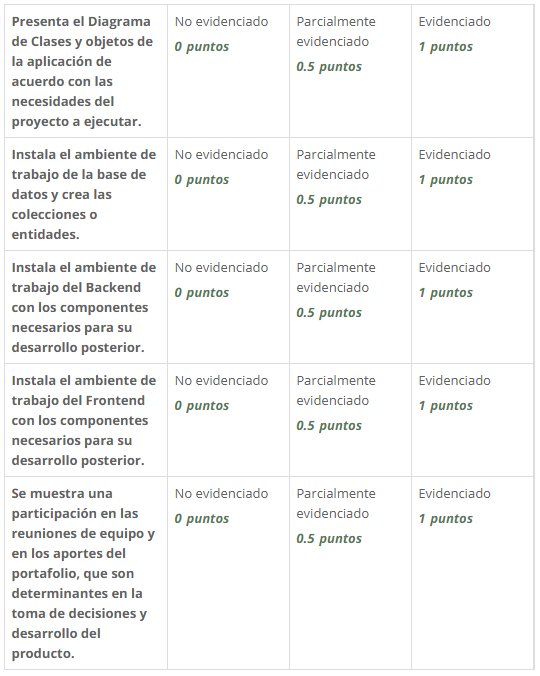 Presenta el Diagrama
de Clases y objetos de
la aplicación de
acuerdo con las
necesidades del
proyecto a ejecutar.
No evidenciado
0 puntos
Parcialmente
evidenciado
0.5 puntos
Evidenciado
1 puntos
Instala el ambiente de
trabajo de la base de
datos y crea las
colecciones o
entidades.
No evidenciado
0 puntos
Parcialmente
evidenciado
0.5 puntos
Evidenciado
1 puntos
Instala el ambiente de
trabajo del Backend
con los componentes
necesarios para su
desarrollo posterior.
No evidenciado
0 puntos
Parcialmente
evidenciado
0.5 puntos
Evidenciado
1 puntos
Instala el ambiente de
trabajo del Frontend
con los componentes
necesarios para su
desarrollo posterior.
No evidenciado
0 puntos
Parcialmente
evidenciado
0.5 puntos
Evidenciado
1 puntos
Se muestra una
participación en las
reuniones de equipo y
en los aportes del
portafolio, que son
determinantes en la
toma de decisiones y
desarrollo del
producto.
No evidenciado
0 puntos
Parcialmente
evidenciado
0.5 puntos
Evidenciado
1 puntos